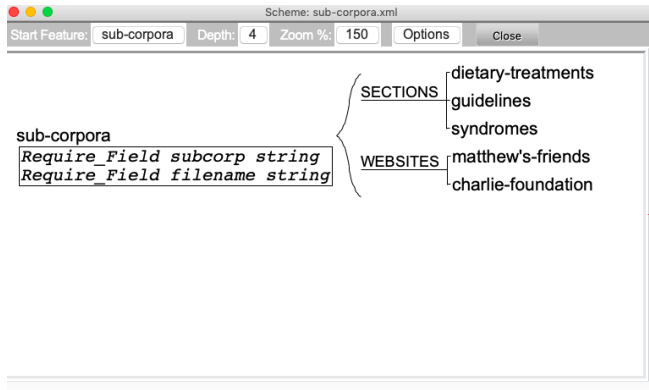 Scheme: sub-corpora.xml
Start Feature: sub-corpora Depth: 4 Zoom %: 150 Options Close
sub-corpora
Require_Field subcorp string
Require_Field filename string
SECTIONS
dietary-treatments
guidelines
syndromes
WEBSITES
matthew's-friends
charlie-foundation